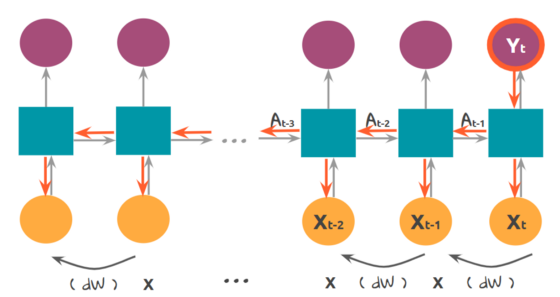 Yt
At-3 At-2 At-1
...
Xt-2 Xt-1 Xt
(dW) X ... X (dW) X (dW)